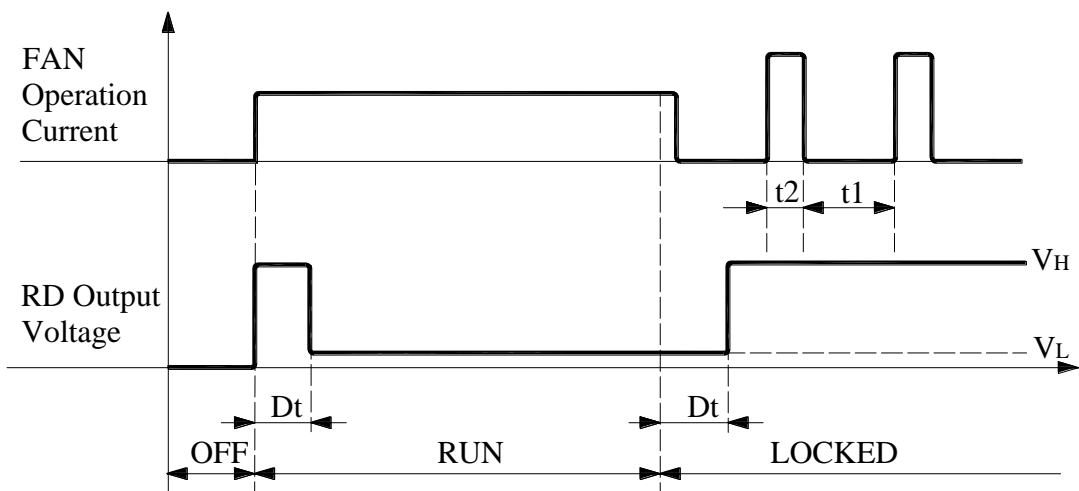 FAN
Operation
Current
t2
t1
VH
RD Output
Voltage
VL
Dt
Dt
OFF
RUN
LOCKED